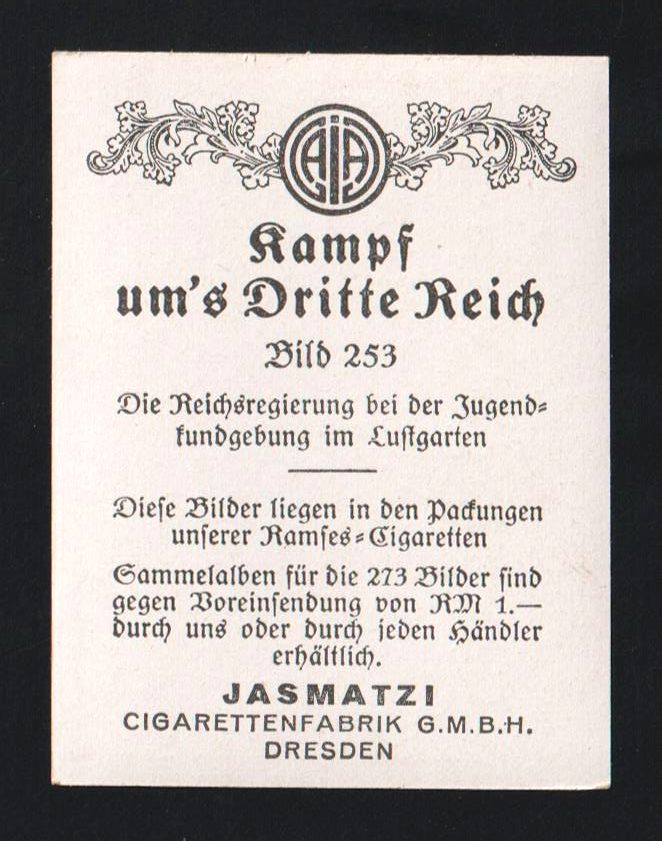 Kampf
um's Dritte Reich
Bild 253
Die Reichsregierung bei der Jugend=
kundgebung im Lustgarten
Diese Bilder liegen in den Packungen
unserer Ramses=Cigaretten
Sammelalben für die 273 Bilder sind
gegen Voreinsendung von RM 1.—
durch uns oder durch jeden Händler
erhältlich.
JASMATZI
CIGARETTENFABRIK G.M.B.H.
DRESDEN